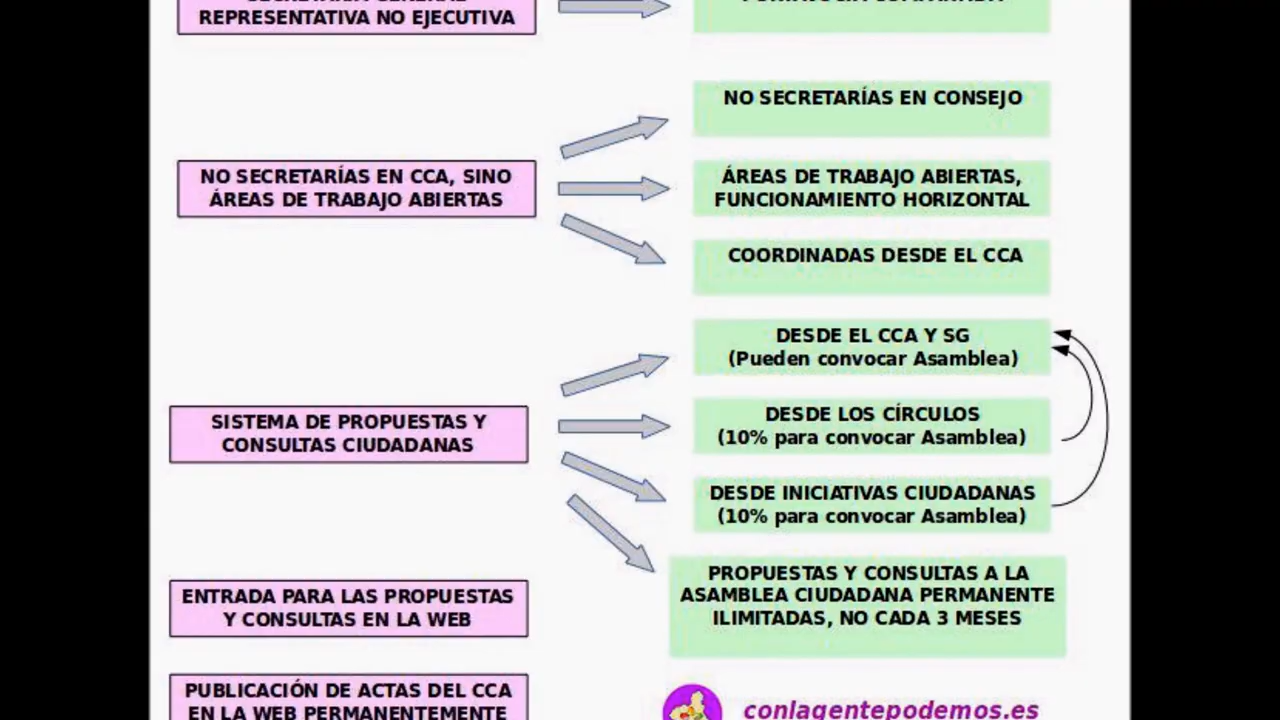 REPRESENTATIVA NO EJECUTIVA
NO SECRETARÍAS EN CCA, SINO
ÁREAS DE TRABAJO ABIERTAS
NO SECRETARÍAS EN CONSEJO
ÁREAS DE TRABAJO ABIERTAS,
FUNCIONAMIENTO HORIZONTAL
COORDINADAS DESDE EL CCA
SISTEMA DE PROPUESTAS Y
CONSULTAS CIUDADANAS
DESDE EL CCA Y SG
(Pueden convocar Asamblea)
DESDE LOS CÍRCULOS
(10% para convocar Asamblea)
DESDE INICIATIVAS CIUDADANAS
(10% para convocar Asamblea)
PROPUESTAS Y CONSULTAS A LA
ASAMBLEA CIUDADANA PERMANENTE
ILIMITADAS, NO CADA 3 MESES
ENTRADA PARA LAS PROPUESTAS
Y CONSULTAS EN LA WEB
PUBLICACIÓN DE ACTAS DEL CCA
EN LA WEB PERMANENTEMENTE
conlagentepodemos.es